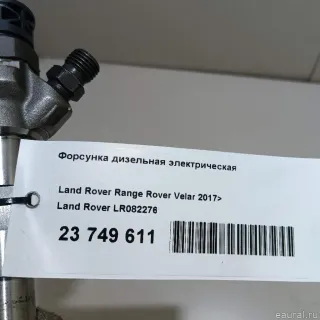 Форсунка дизельная электрическая
Land Rover Range Rover Velar 2017>
Land Rover LR082276
23 749 611
eaural.ru